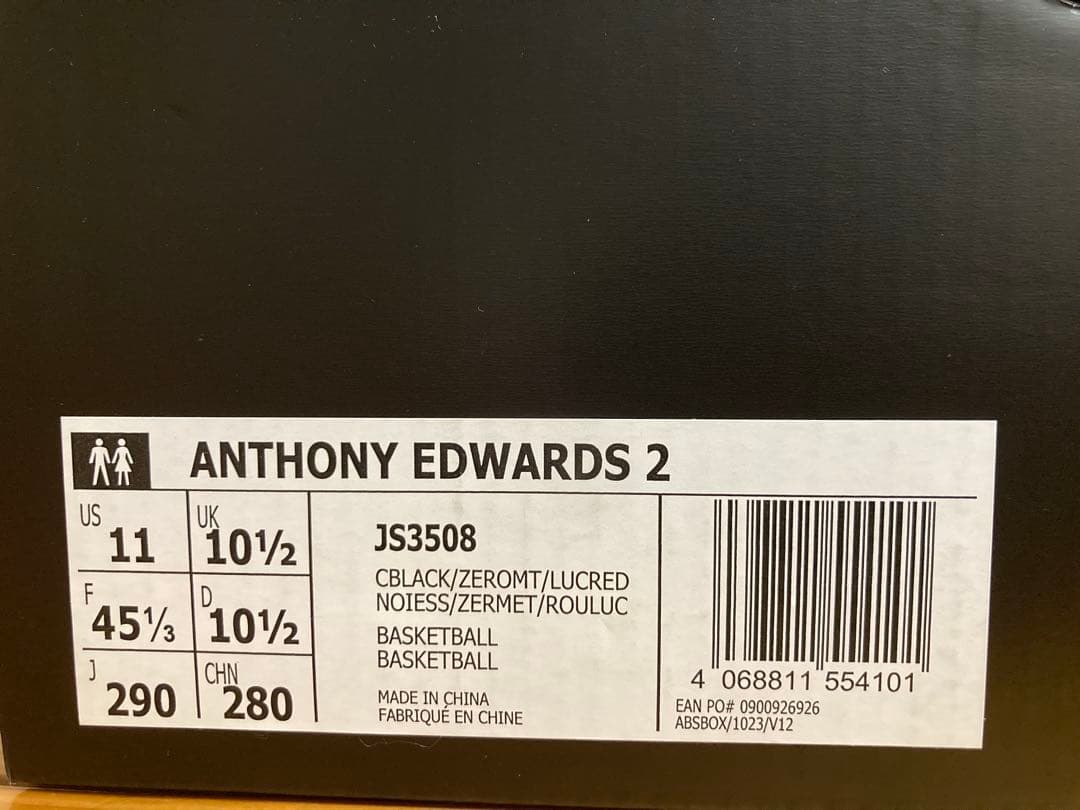 ANTHONY EDWARDS 2
US 11 UK 10½
F 45⅓ D 10½
J 290 CHN 280
JS3508
CBLACK/ZEROMT/LUCRED
NOIESS/ZERMET/ROULUC
BASKETBALL
BASKETBALL
MADE IN CHINA
FABRIQUÉ EN CHINE
4 068811 554101
EAN PO# 0900926926
ABSBOX/1023/V12